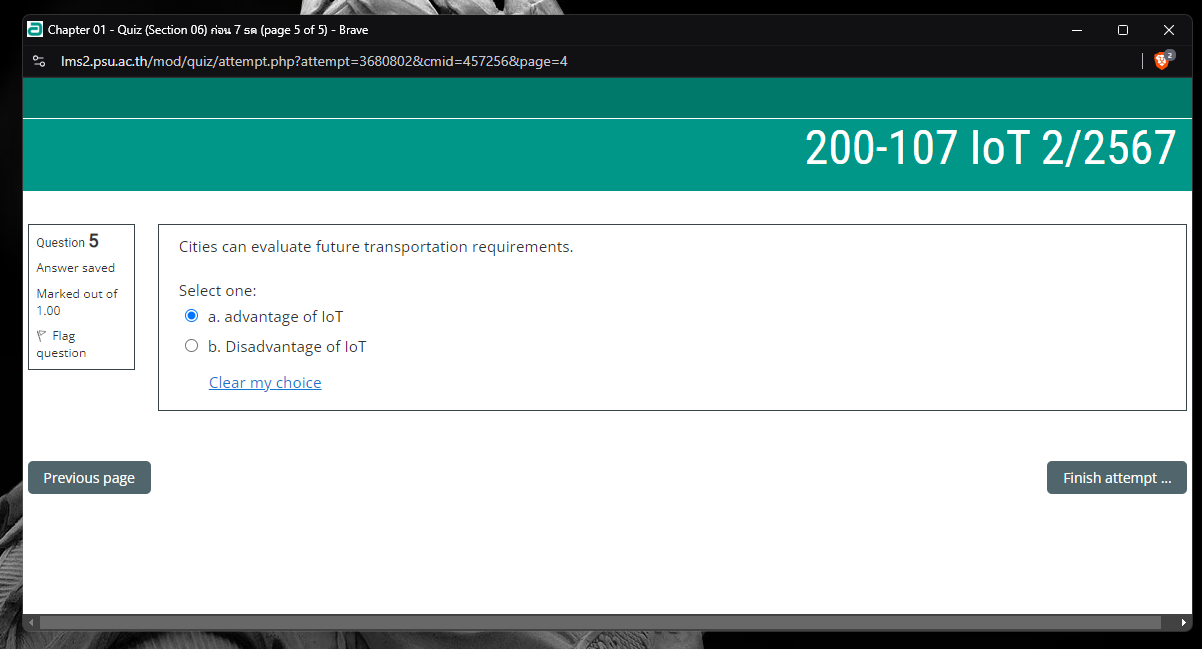 Chapter 01 - Quiz (Section 06) ก่อน 7 ธค (page 5 of 5) - Brave
lms2.psu.ac.th/mod/quiz/attempt.php?attempt=3680802&cmid=457256&page=4
2
200-107 IoT 2/2567
Question 5
Answer saved
Marked out of
1.00
Flag
question
Cities can evaluate future transportation requirements.
Select one:
a. advantage of IoT
b. Disadvantage of IoT
Clear my choice
Previous page
Finish attempt ...